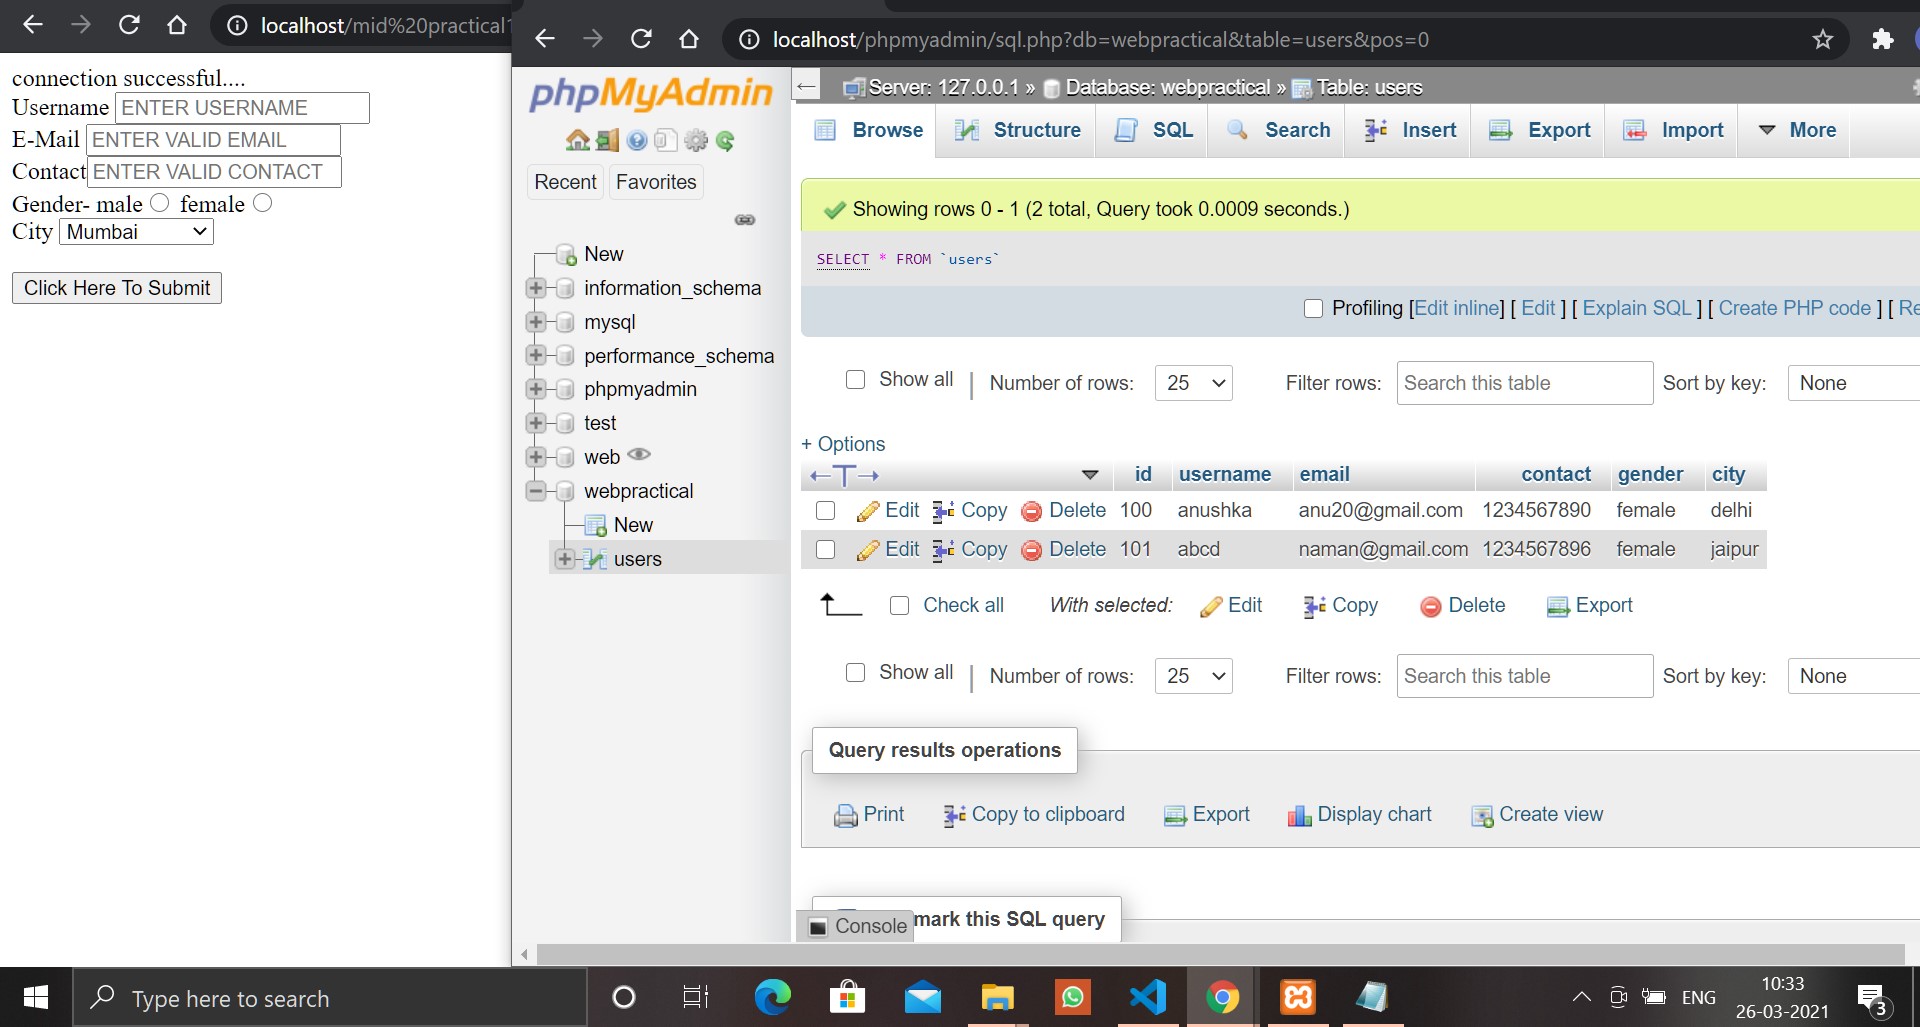 localhost/mid%20practical1
connection successful....
Username ENTER USERNAME
E-Mail ENTER VALID EMAIL
Contact ENTER VALID CONTACT
Gender- male female
City Mumbai
Click Here To Submit
localhost/phpmyadmin/sql.php?db=webpractical&table=users&pos=0
phpMyAdmin
Recent Favorites
New
information_schema
mysql
performance_schema
phpmyadmin
test
web
webpractical
New
users
Server: 127.0.0.1 » Database: webpractical » Table: users
Browse Structure SQL Search Insert Export Import More
Showing rows 0 - 1 (2 total, Query took 0.0009 seconds.)
SELECT * FROM `users`
Profiling [Edit inline] [ Edit ] [ Explain SQL ] [ Create PHP code ] [ Re
Show all | Number of rows: 25 Filter rows: Search this table Sort by key: None
+ Options
←T→ id username email contact gender city
Edit Copy Delete 100 anushka anu20@gmail.com 1234567890 female delhi
Edit Copy Delete 101 abcd naman@gmail.com 1234567896 female jaipur
Check all With selected: Edit Copy Delete Export
Show all | Number of rows: 25 Filter rows: Search this table Sort by key: None
Query results operations
Print Copy to clipboard Export Display chart Create view
mark this SQL query
Console
Type here to search
ENG
10:33
26-03-2021
3